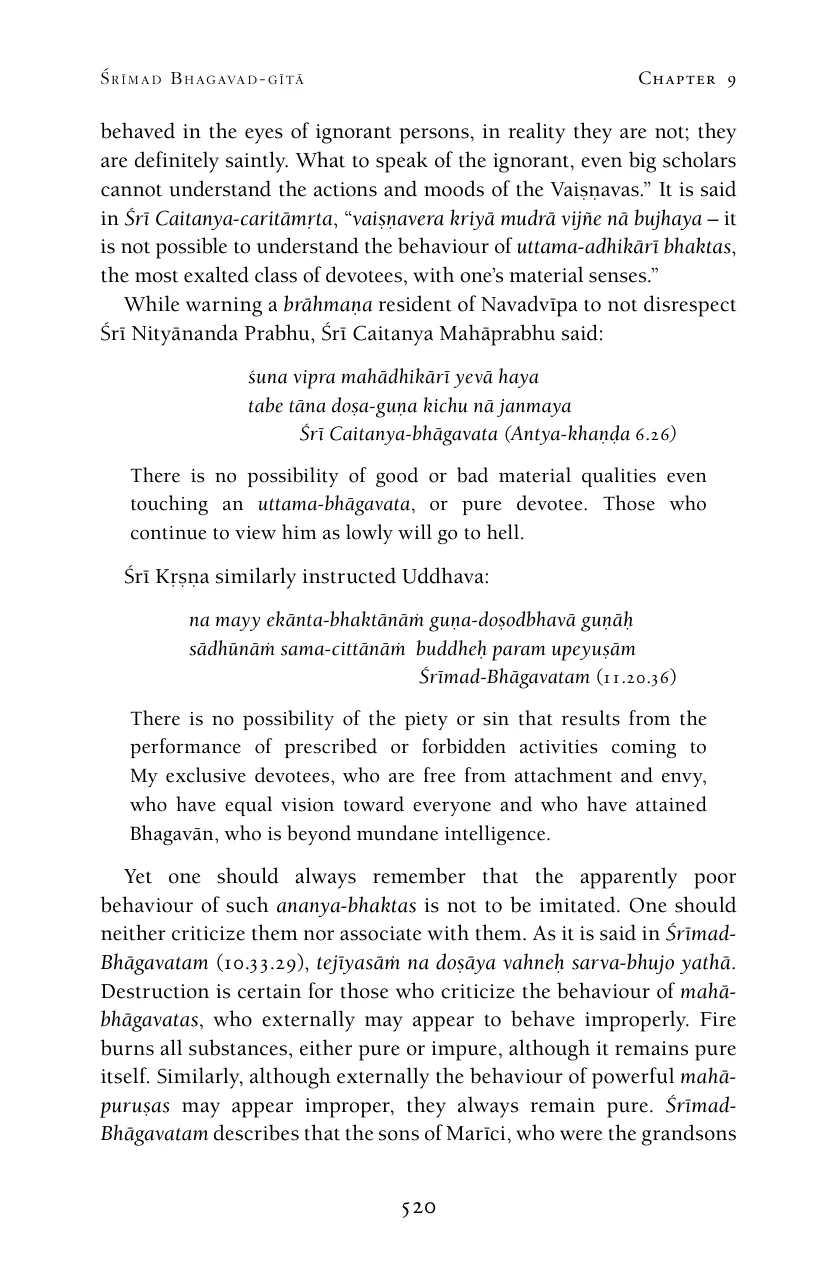 Śrīmad Bhagavad-gītā Chapter 9
behaved in the eyes of ignorant persons, in reality they are not; they
are definitely saintly. What to speak of the ignorant, even big scholars
cannot understand the actions and moods of the Vaiṣṇavas.” It is said
in Śrī Caitanya-caritāmṛta, “vaiṣṇavera kriyā mudrā vijñe nā bujhaya – it
is not possible to understand the behaviour of uttama-adhikārī bhaktas,
the most exalted class of devotees, with one’s material senses.”
While warning a brāhmaṇa resident of Navadvīpa to not disrespect
Śrī Nityānanda Prabhu, Śrī Caitanya Mahāprabhu said:
śuna vipra mahādhikārī yevā haya
tabe tāna doṣa-guṇa kichu nā janmaya
Śrī Caitanya-bhāgavata (Antya-khaṇḍa 6.26)
There is no possibility of good or bad material qualities even
touching an uttama-bhāgavata, or pure devotee. Those who
continue to view him as lowly will go to hell.
Śrī Kṛṣṇa similarly instructed Uddhava:
na mayy ekānta-bhaktānāṁ guṇa-doṣodbhavā guṇāḥ
sādhūnāṁ sama-cittānāṁ buddheḥ param upeyuṣām
Śrīmad-Bhāgavatam (11.20.36)
There is no possibility of the piety or sin that results from the
performance of prescribed or forbidden activities coming to
My exclusive devotees, who are free from attachment and envy,
who have equal vision toward everyone and who have attained
Bhagavān, who is beyond mundane intelligence.
Yet one should always remember that the apparently poor
behaviour of such ananya-bhaktas is not to be imitated. One should
neither criticize them nor associate with them. As it is said in Śrīmad-
Bhāgavatam (10.33.29), tejīyasāṁ na doṣāya vahneḥ sarva-bhujo yathā.
Destruction is certain for those who criticize the behaviour of mahā-
bhāgavatas, who externally may appear to behave improperly. Fire
burns all substances, either pure or impure, although it remains pure
itself. Similarly, although externally the behaviour of powerful mahā-
puruṣas may appear improper, they always remain pure. Śrīmad-
Bhāgavatam describes that the sons of Marīci, who were the grandsons
520